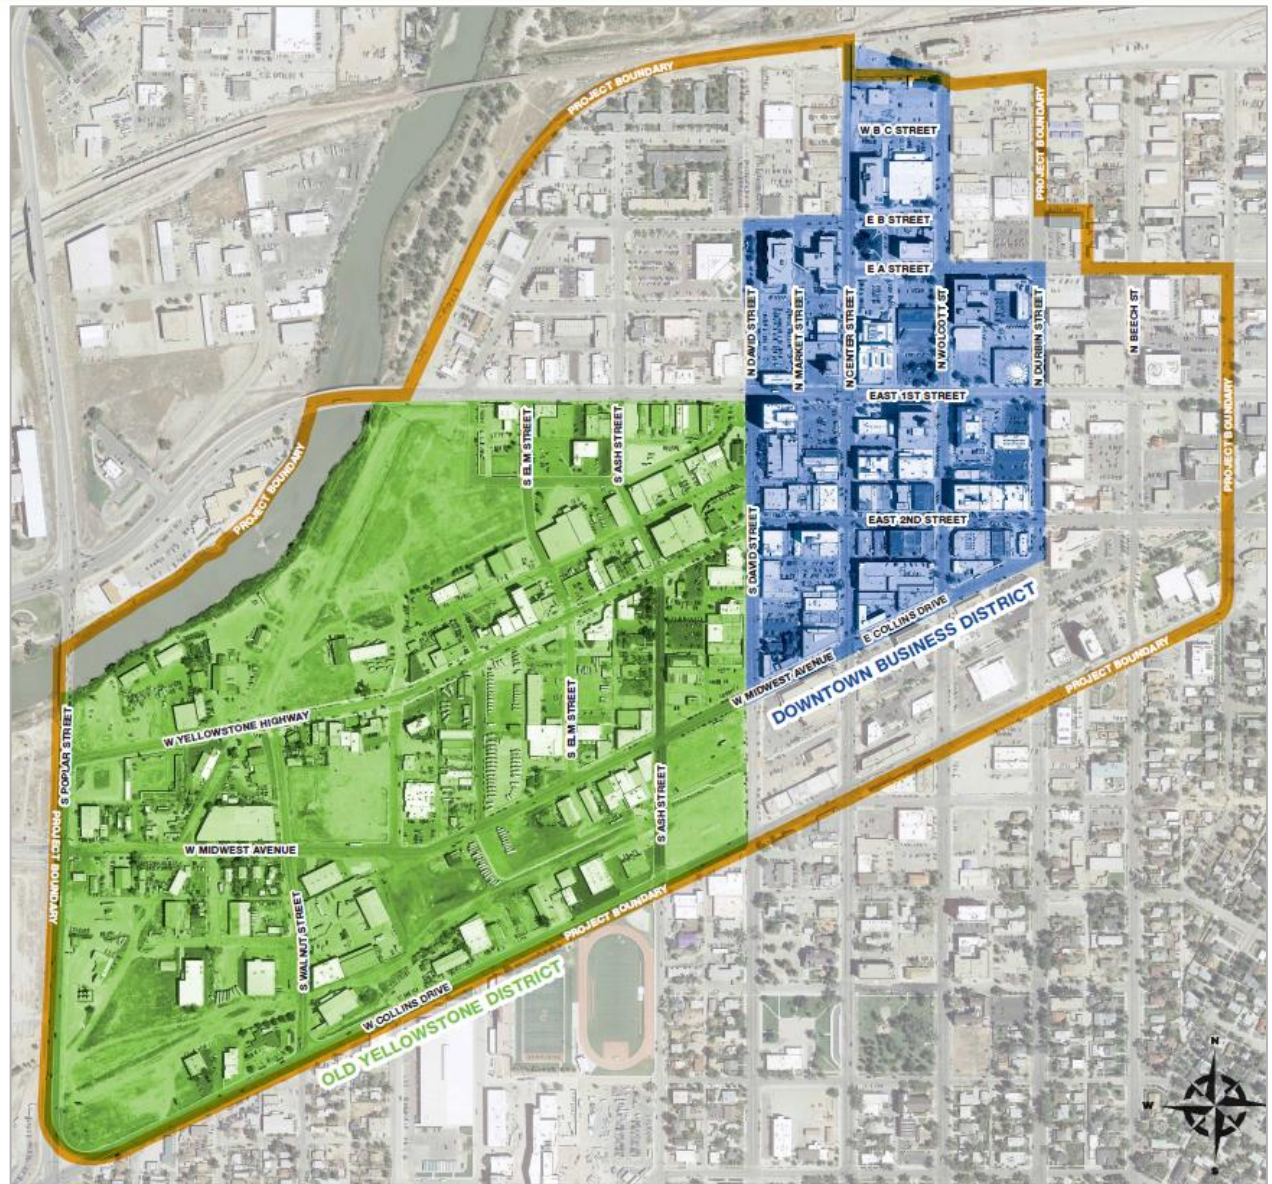 PROJECT BOUNDARY
PROJECT BOUNDARY
W B C STREET
E B STREET
E A STREET
N DAVID STREET
N MARKET STREET
N CENTER STREET
N WOLCOTT ST
N DURBIN STREET
N BEECH ST
EAST 1ST STREET
PROJECT BOUNDARY
S ELM STREET
S ASH STREET
PROJECT BOUNDARY
EAST 2ND STREET
S DAVID STREET
E COLLINS DRIVE
DOWNTOWN BUSINESS DISTRICT
W MIDWEST AVENUE
PROJECT BOUNDARY
S ELM STREET
W YELLOWSTONE HIGHWAY
S POPLAR STREET
S ASH STREET
PROJECT BOUNDARY
W MIDWEST AVENUE
S WALNUT STREET
PROJECT BOUNDARY
W COLLINS DRIVE
OLD YELLOWSTONE DISTRICT
N
W
S